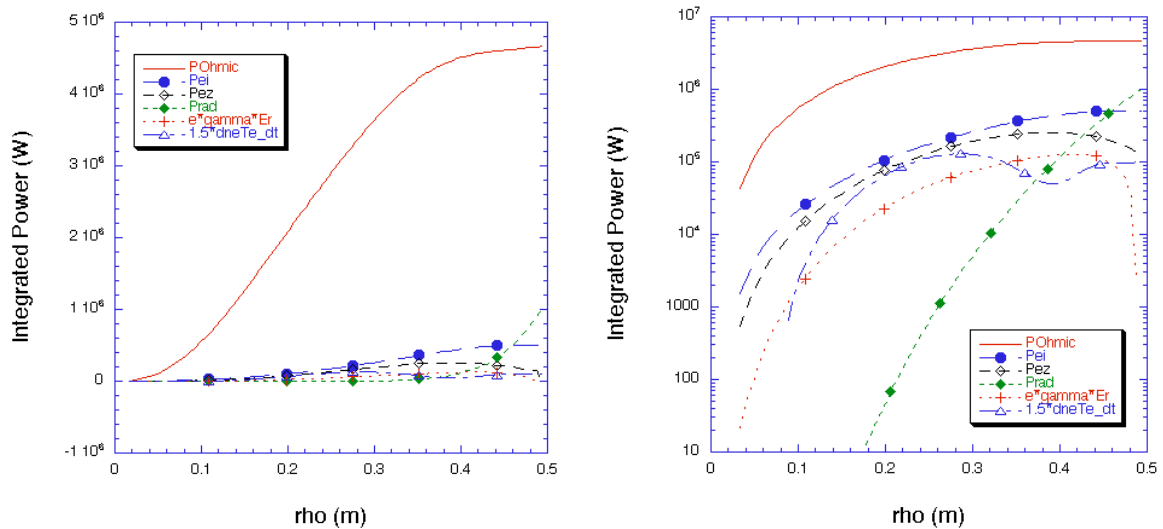 5 10⁶
4 10⁶
3 10⁶
2 10⁶
1 10⁶
0
-1 10⁶
Integrated Power (W)
POhmic
Pei
Pez
Prad
e*gamma*Er
1.5*dneTe_dt
0 0.1 0.2 0.3 0.4 0.5
rho (m)
10⁷
10⁶
10⁵
10⁴
1000
100
10
Integrated Power (W)
POhmic
Pei
Pez
Prad
e*gamma*Er
1.5*dneTe_dt
0 0.1 0.2 0.3 0.4 0.5
rho (m)